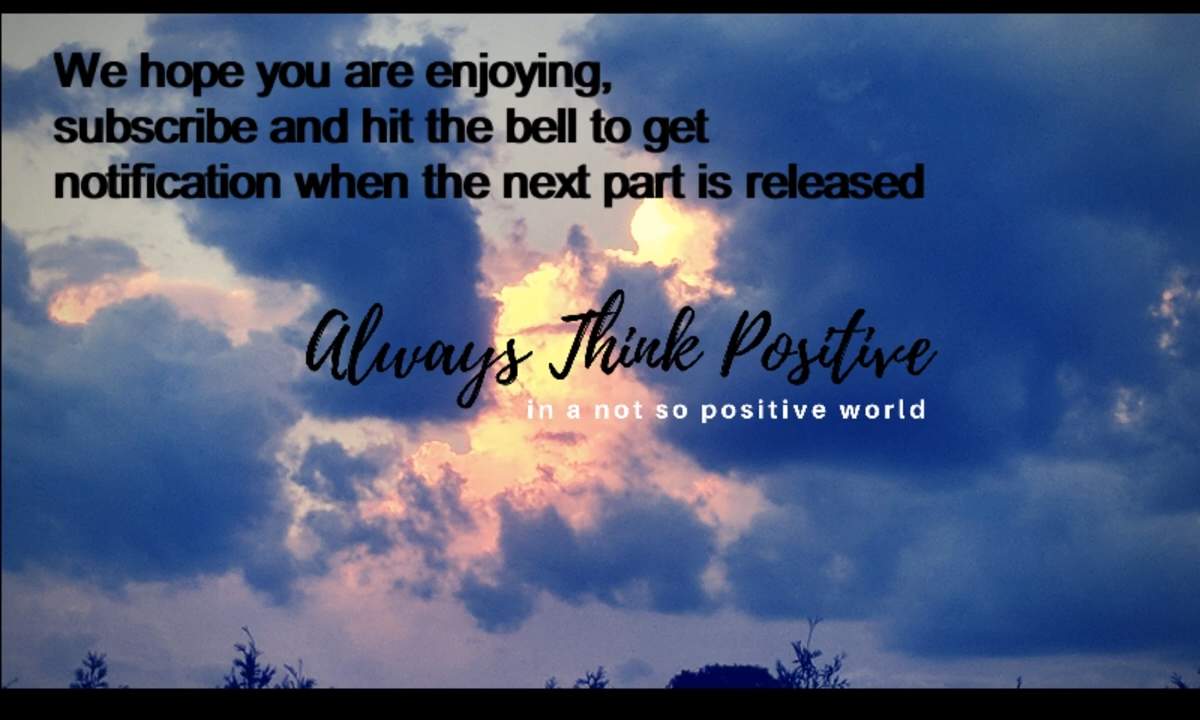 We hope you are enjoying,
subscribe and hit the bell to get
notification when the next part is released
Always Think Positive
in a not so positive world